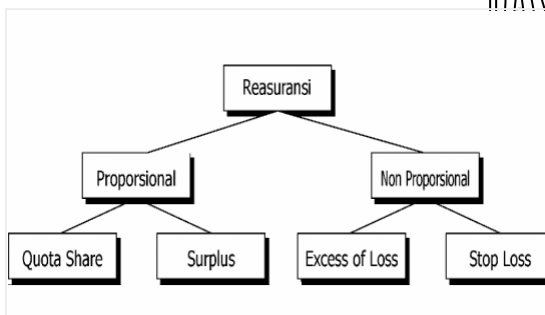 Reasuransi
Proporsional
Non Proporsional
Quota Share
Surplus
Excess of Loss
Stop Loss